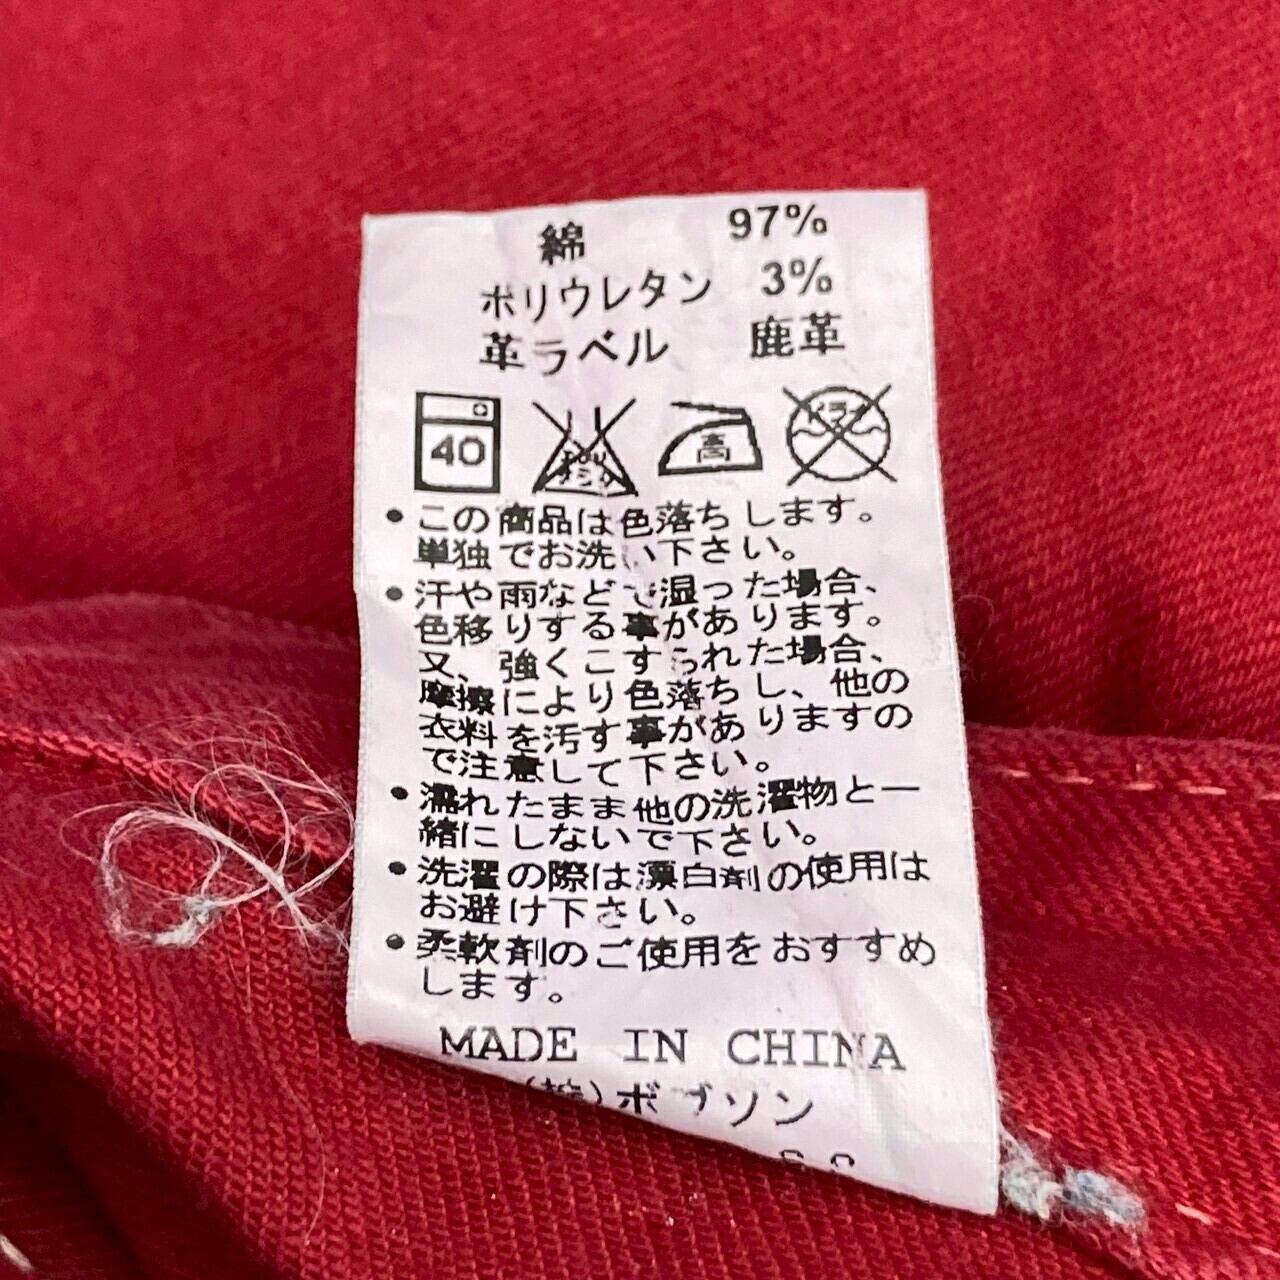 綿 97%
ポリウレタン 3%
革ラベル 鹿革
40 高 ドライ
•この商品は色落ちします。
単独でお洗い下さい。
•汗や雨などで湿った場合、
色移りする事があります。
又、強くこすられた場合、
摩擦により色落ちし、他の
衣料を汚す事がありますの
で注意して下さい。
•濡れたまま他の洗濯物と一
緒にしないで下さい。
•洗濯の際は漂白剤の使用は
お避け下さい。
•柔軟剤のご使用をおすすめ
します。
MADE IN CHINA
(株)ボブソン